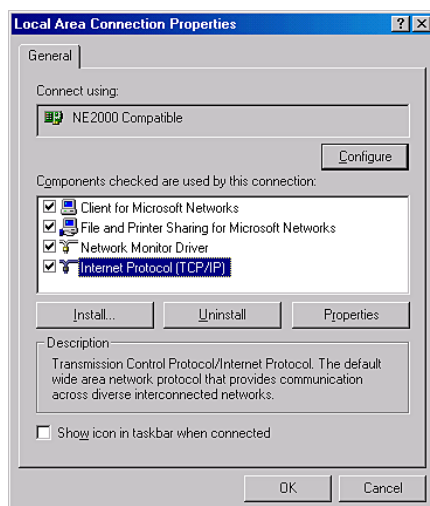 Local Area Connection Properties
General
Connect using:
NE2000 Compatible
Configure
Components checked are used by this connection:
Client for Microsoft Networks
File and Printer Sharing for Microsoft Networks
Network Monitor Driver
Internet Protocol (TCP/IP)
Install... Uninstall Properties
Description
Transmission Control Protocol/Internet Protocol. The default
wide area network protocol that provides communication
across diverse interconnected networks.
Show icon in taskbar when connected
OK Cancel